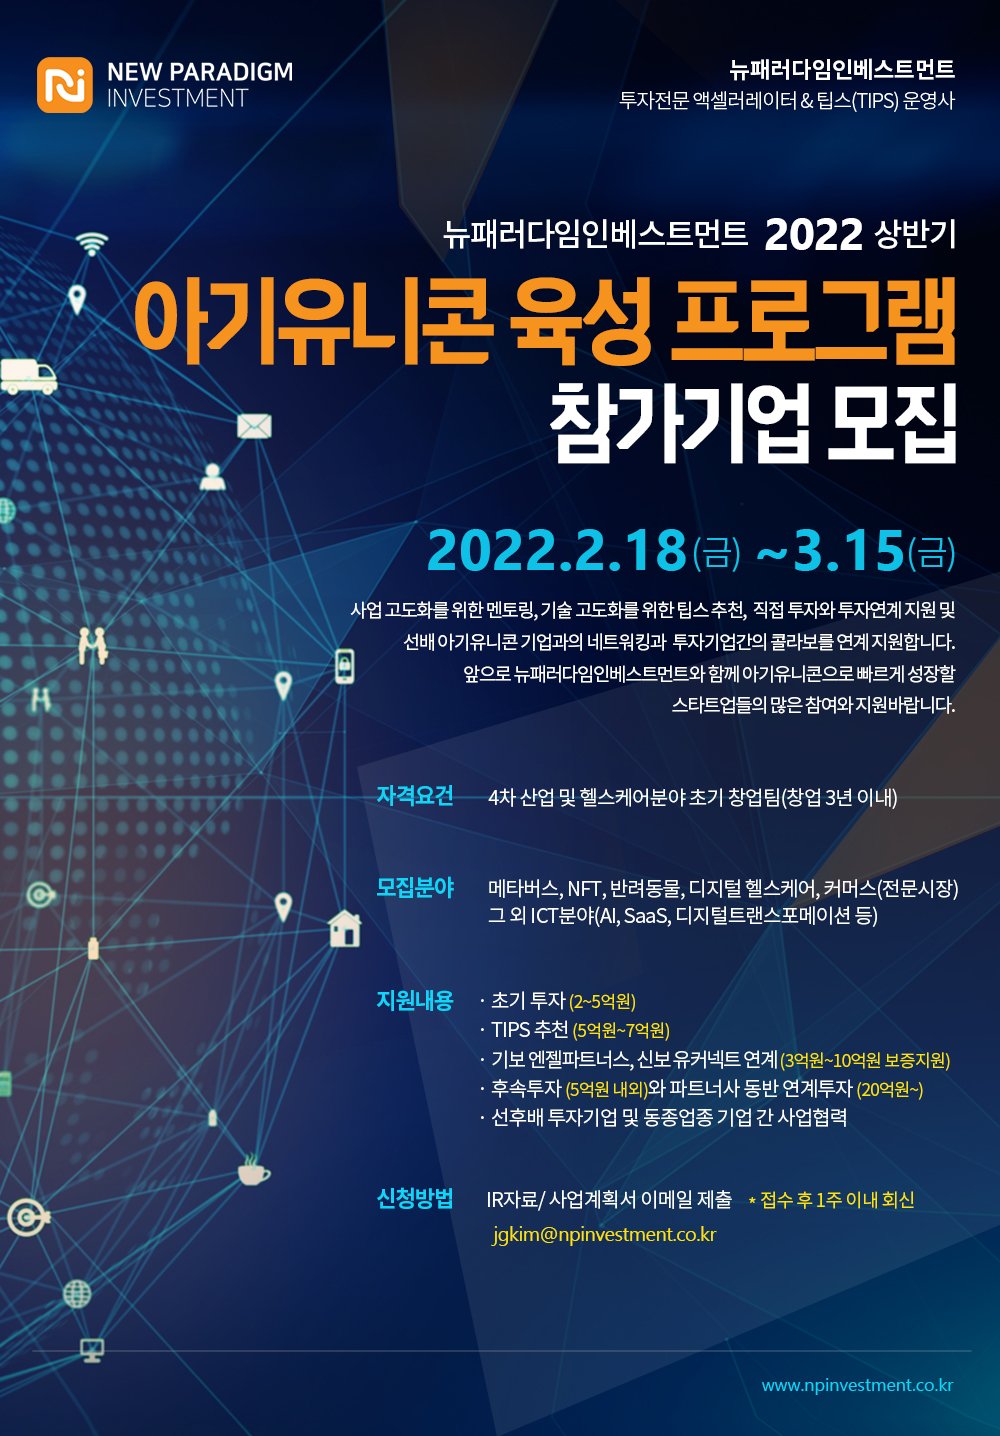 NEW PARADIGM
INVESTMENT
뉴패러다임인베스트먼트
투자전문 액셀러레이터 & 팁스(TIPS) 운영사
뉴패러다임인베스트먼트 2022 상반기
아기유니콘 육성 프로그램
참가기업 모집
2022.2.18(금) ~3.15(금)
사업 고도화를 위한 멘토링, 기술 고도화를 위한 팁스 추천, 직접 투자와 투자연계 지원 및
선배 아기유니콘 기업과의 네트워킹과 투자기업간의 콜라보를 연계 지원합니다.
앞으로 뉴패러다임인베스트먼트와 함께 아기유니콘으로 빠르게 성장할
스타트업들의 많은 참여와 지원바랍니다.
자격요건 4차 산업 및 헬스케어분야 초기 창업팀(창업 3년 이내)
모집분야 메타버스, NFT, 반려동물, 디지털 헬스케어, 커머스(전문시장)
그 외 ICT분야(AI, SaaS, 디지털트랜스포메이션 등)
지원내용 · 초기 투자 (2~5억원)
· TIPS 추천 (5억원~7억원)
· 기보 엔젤파트너스, 신보 유커넥트 연계 (3억원~10억원 보증지원)
· 후속투자 (5억원 내외)와 파트너사 동반 연계투자 (20억원~)
· 선후배 투자기업 및 동종업종 기업 간 사업협력
신청방법 IR자료/ 사업계획서 이메일 제출 * 접수 후 1주 이내 회신
jgkim@npinvestment.co.kr
www.npinvestment.co.kr